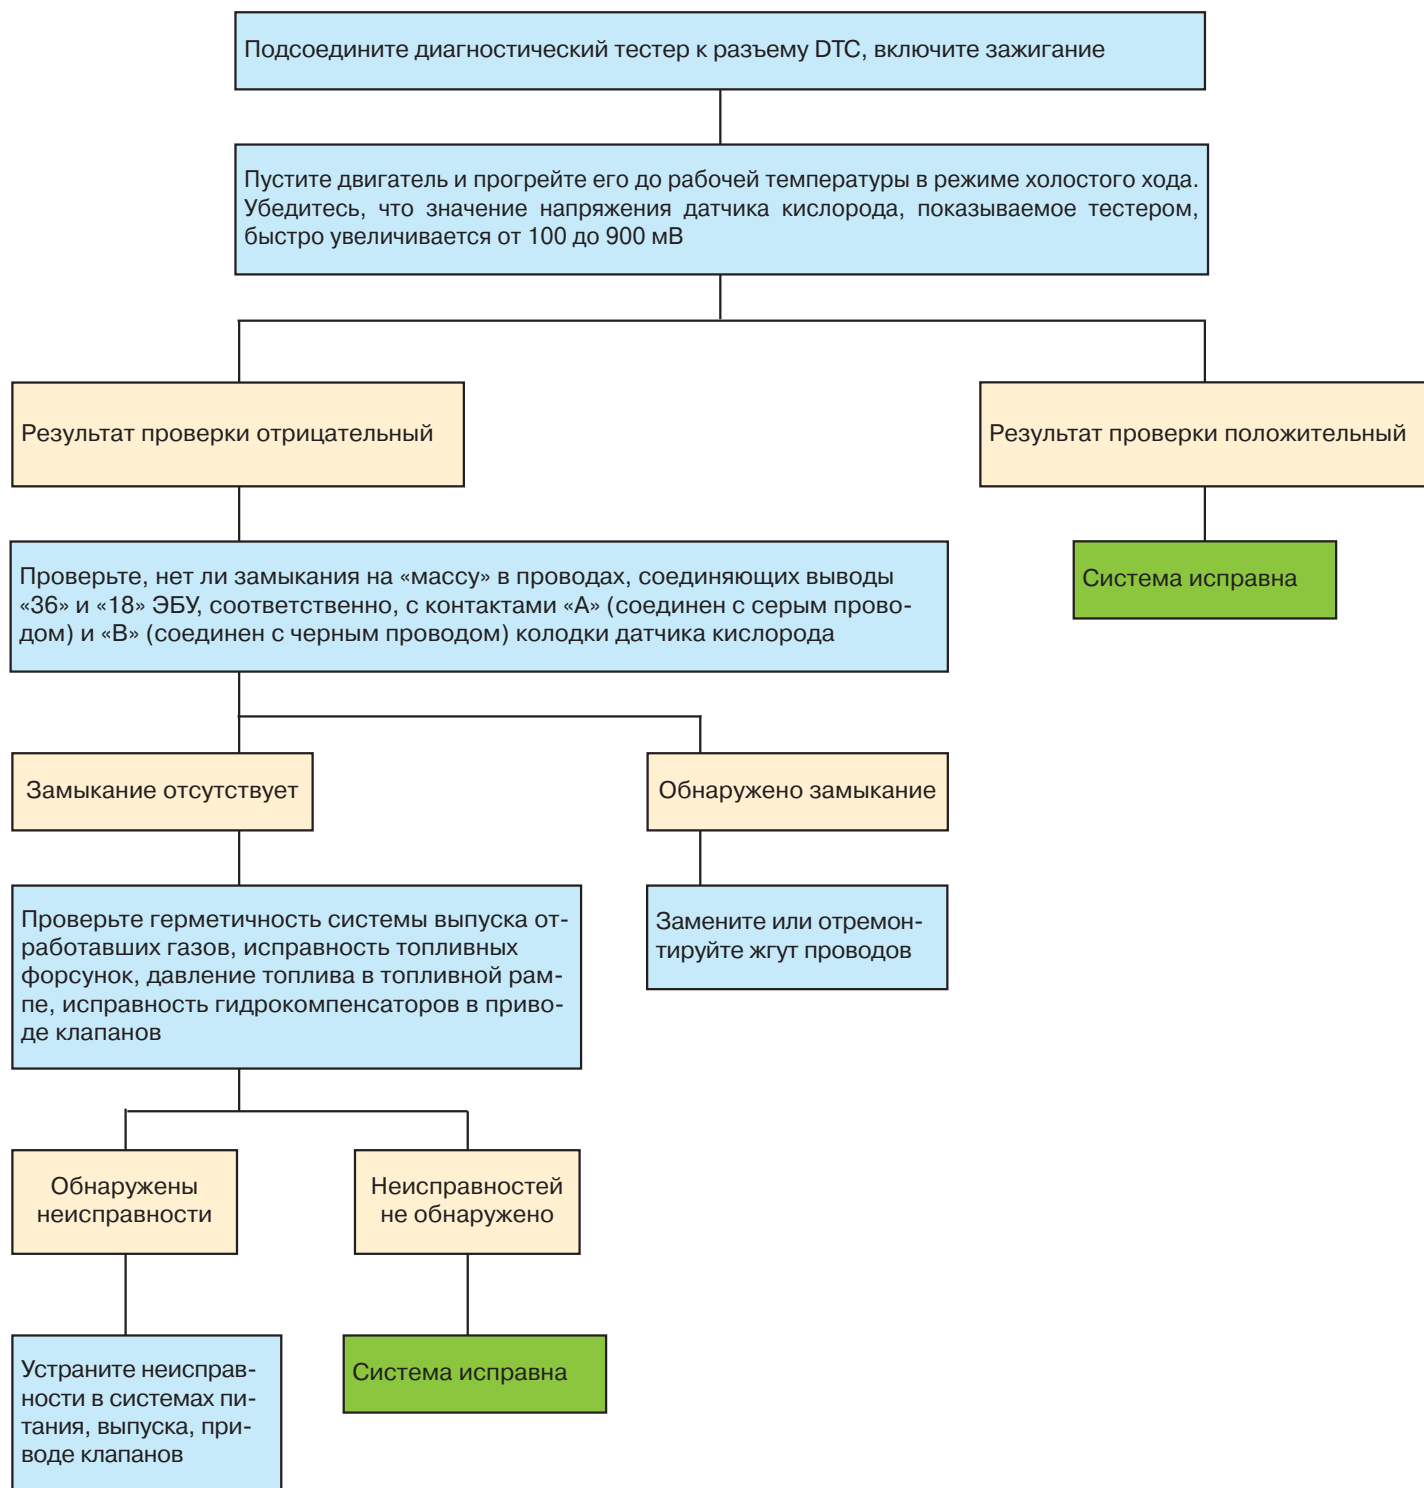 Подсоедините диагностический тестер к разъему DTC, включите зажигание
Пустите двигатель и прогрейте его до рабочей температуры в режиме холостого хода.
Убедитесь, что значение напряжения датчика кислорода, показываемое тестером,
быстро увеличивается от 100 до 900 мВ
Результат проверки отрицательный
Результат проверки положительный
Проверьте, нет ли замыкания на «массу» в проводах, соединяющих выводы
«36» и «18» ЭБУ, соответственно, с контактами «А» (соединен с серым прово-
дом) и «В» (соединен с черным проводом) колодки датчика кислорода
Система исправна
Замыкание отсутствует
Обнаружено замыкание
Проверьте герметичность системы выпуска от-
работавших газов, исправность топливных
форсунок, давление топлива в топливной рам-
пе, исправность гидрокомпенсаторов в приво-
де клапанов
Замените или отремон-
тируйте жгут проводов
Обнаружены
неисправности
Неисправностей
не обнаружено
Устраните неисправ-
ности в системах пи-
тания, выпуска, при-
воде клапанов
Система исправна